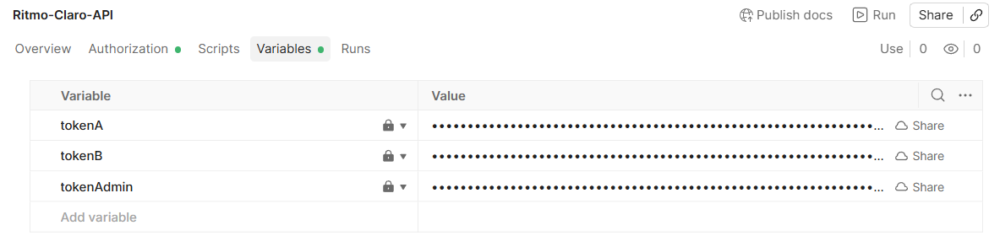 Ritmo-Claro-API Publish docs Run Share
Overview Authorization Scripts Variables Runs Use 0 0
Variable Value
tokenA ••••••••••••••••••••••••••••••••••••••••••••••••••••••••••••••••... Share
tokenB ••••••••••••••••••••••••••••••••••••••••••••••••••••••••••••••••... Share
tokenAdmin ••••••••••••••••••••••••••••••••••••••••••••••••••••••••••••••••... Share
Add variable